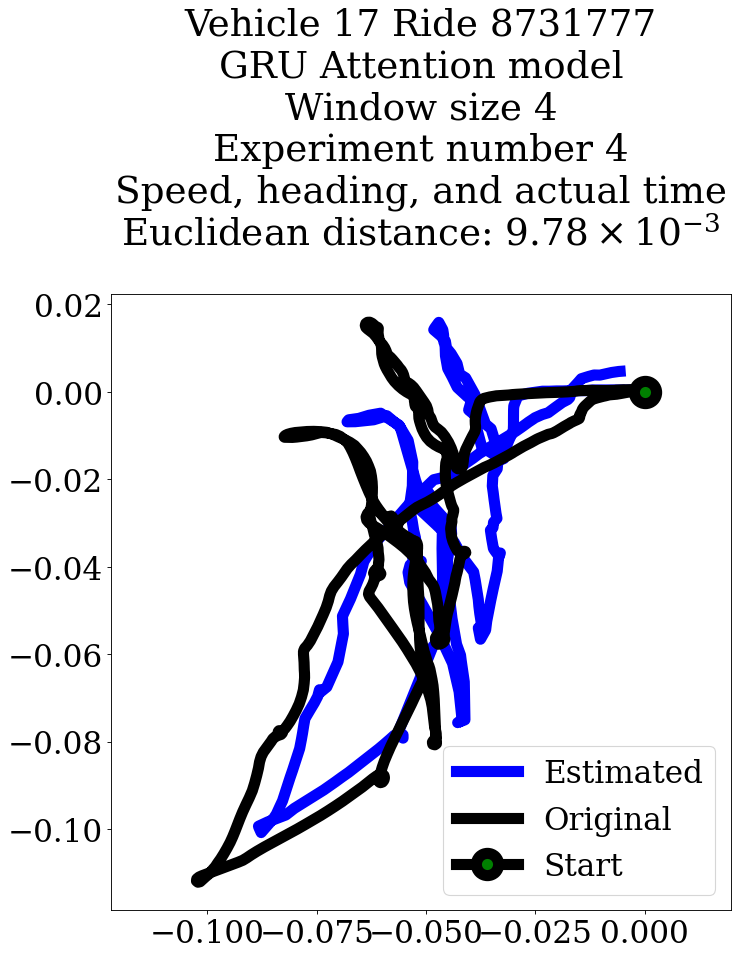 Vehicle 17 Ride 8731777
GRU Attention model
Window size 4
Experiment number 4
Speed, heading, and actual time
Euclidean distance: 9.78 × 10⁻³
0.02
0.00
−0.02
−0.04
−0.06
−0.08
−0.10
Estimated
Original
Start
−0.100 −0.075 −0.050 −0.025 0.000